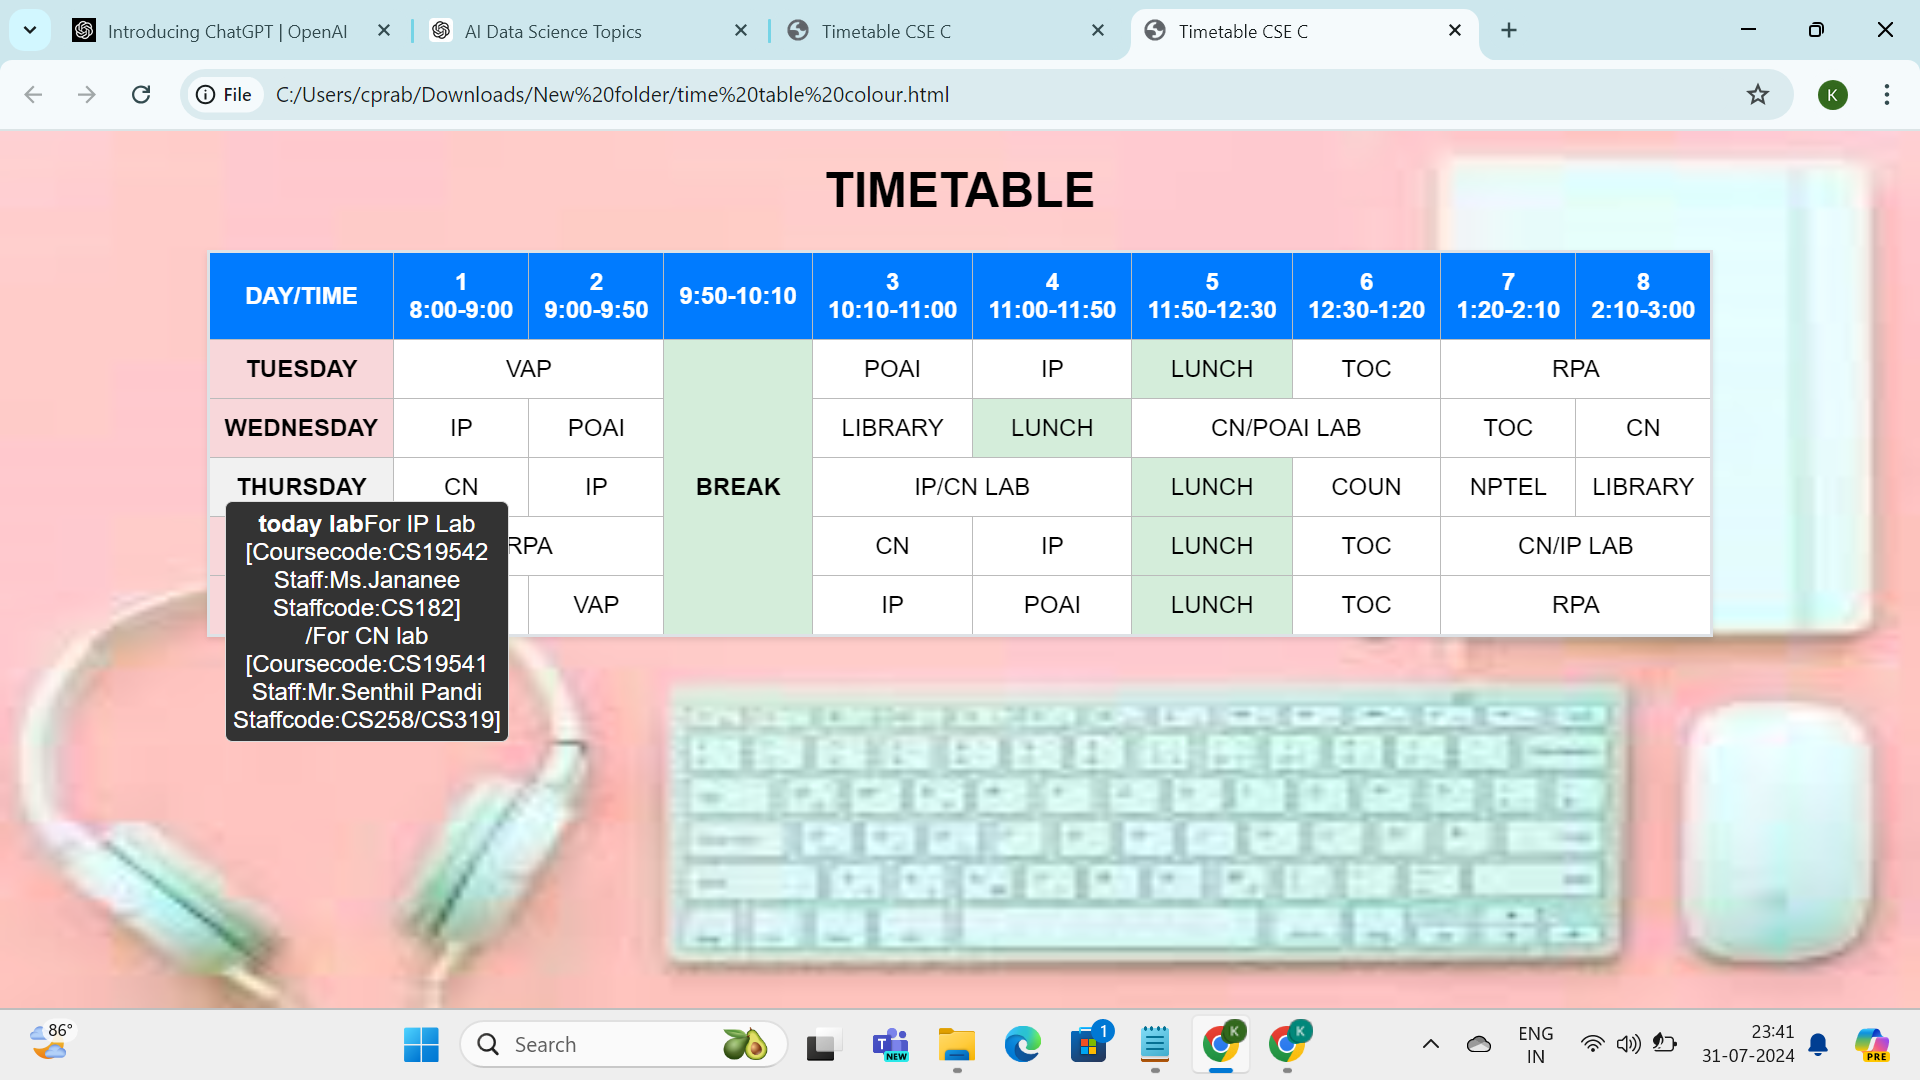 Introducing ChatGPT | OpenAI
AI Data Science Topics
Timetable CSE C
Timetable CSE C
File
C:/Users/cprab/Downloads/New%20folder/time%20table%20colour.html
K
TIMETABLE
DAY/TIME 1 8:00-9:00 2 9:00-9:50 9:50-10:10 3 10:10-11:00 4 11:00-11:50 5 11:50-12:30 6 12:30-1:20 7 1:20-2:10 8 2:10-3:00
TUESDAY VAP POAI IP LUNCH TOC RPA
WEDNESDAY IP POAI LIBRARY LUNCH CN/POAI LAB TOC CN
THURSDAY CN IP BREAK IP/CN LAB LUNCH COUN NPTEL LIBRARY
RPA CN IP LUNCH TOC CN/IP LAB
VAP IP POAI LUNCH TOC RPA
today labFor IP Lab
[Coursecode:CS19542
Staff:Ms.Jananee
Staffcode:CS182]
/For CN lab
[Coursecode:CS19541
Staff:Mr.Senthil Pandi
Staffcode:CS258/CS319]
86°
Search
T
NEW
1
K
K
ENG
IN
23:41
31-07-2024
PRE